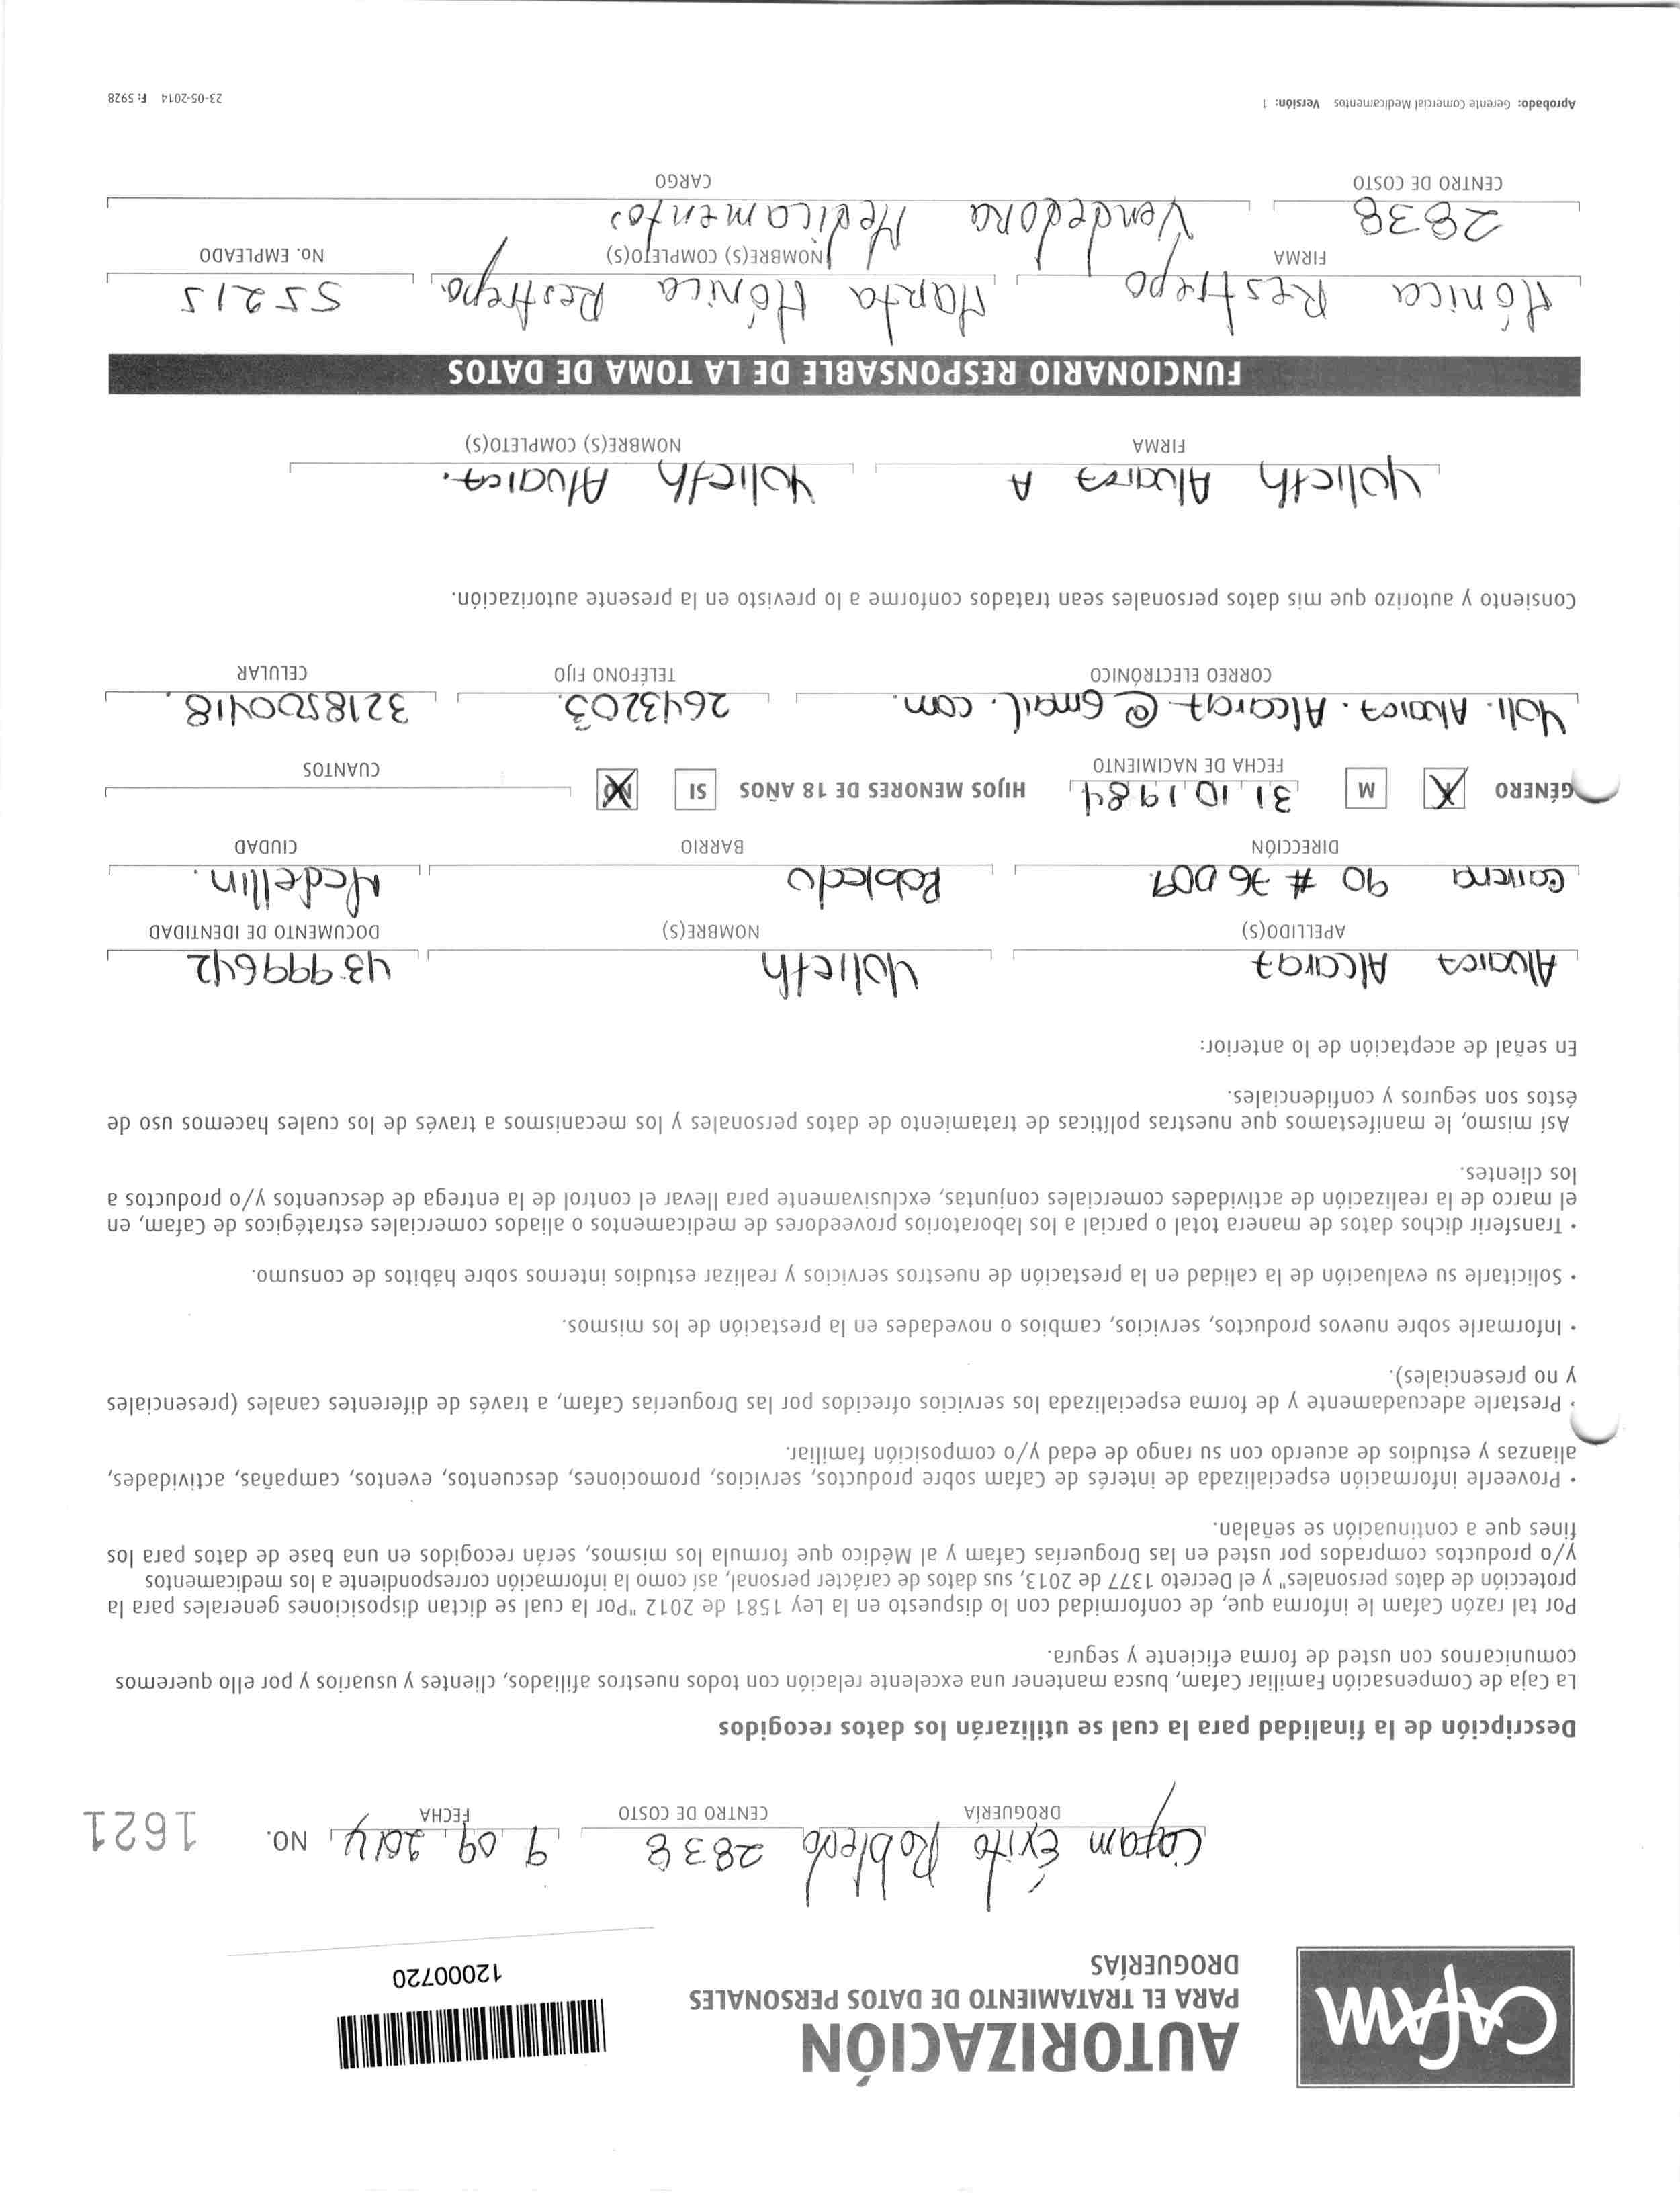 CAFAM
AUTORIZACIÓN
PARA EL TRATAMIENTO DE DATOS PERSONALES
DROGUERÍAS
12000720
Cafam Éxito Robledo 2838 9 09 2014 NO. 1621
DROGUERÍA CENTRO DE COSTO FECHA
Descripción de la finalidad para la cual se utilizarán los datos recogidos
La Caja de Compensación Familiar Cafam, busca mantener una excelente relación con todos nuestros afiliados, clientes y usuarios y por ello queremos
comunicarnos con usted de forma eficiente y segura.
Por tal razón Cafam le informa que, de conformidad con lo dispuesto en la Ley 1581 de 2012 "Por la cual se dictan disposiciones generales para la
protección de datos personales" y el Decreto 1377 de 2013, sus datos de carácter personal, así como la información correspondiente a los medicamentos
y/o productos comprados por usted en las Droguerías Cafam y al Médico que formula los mismos, serán recogidos en una base de datos para los
fines que a continuación se señalan.
• Proveerle información especializada de interés de Cafam sobre productos, servicios, promociones, descuentos, eventos, campañas, actividades,
alianzas y estudios de acuerdo con su rango de edad y/o composición familiar.
• Prestarle adecuadamente y de forma especializada los servicios ofrecidos por las Droguerías Cafam, a través de diferentes canales (presenciales
y no presenciales).
• Informarle sobre nuevos productos, servicios, cambios o novedades en la prestación de los mismos.
• Solicitarle su evaluación de la calidad en la prestación de nuestros servicios y realizar estudios internos sobre hábitos de consumo.
• Transferir dichos datos de manera total o parcial a los laboratorios proveedores de medicamentos o aliados comerciales estratégicos de Cafam, en
el marco de la realización de actividades comerciales conjuntas, exclusivamente para llevar el control de la entrega de descuentos y/o productos a
los clientes.
Así mismo, le manifestamos que nuestras políticas de tratamiento de datos personales y los mecanismos a través de los cuales hacemos uso de
éstos son seguros y confidenciales.
En señal de aceptación de lo anterior:
Alvarez Alcaraz Yolieth 43.999642
APELLIDO(S) NOMBRE(S) DOCUMENTO DE IDENTIDAD
Carrera 90 # 76 D09 Robledo Medellin.
DIRECCIÓN BARRIO CIUDAD
GÉNERO X M 31.10.1984 HIJOS MENORES DE 18 AÑOS SI NO
FECHA DE NACIMIENTO CUANTOS
Yoli.Alvarez.Alcaraz@Gmail.com. 2643203. 3218500418.
CORREO ELECTRÓNICO TELÉFONO FIJO CELULAR
Consiento y autorizo que mis datos personales sean tratados conforme a lo previsto en la presente autorización.
Yolieth Alvarez A Yolieth Alvarez.
FIRMA NOMBRE(S) COMPLETO(S)
FUNCIONARIO RESPONSABLE DE LA TOMA DE DATOS
Mónica Restrepo Marta Mónica Restrepo. 55215
FIRMA NOMBRE(S) COMPLETO(S) NO. EMPLEADO
2838 Vendedora Medicamentos
CENTRO DE COSTO CARGO
Aprobado: Gerente Comercial Medicamentos Versión: 1 23-05-2014 F: 5928